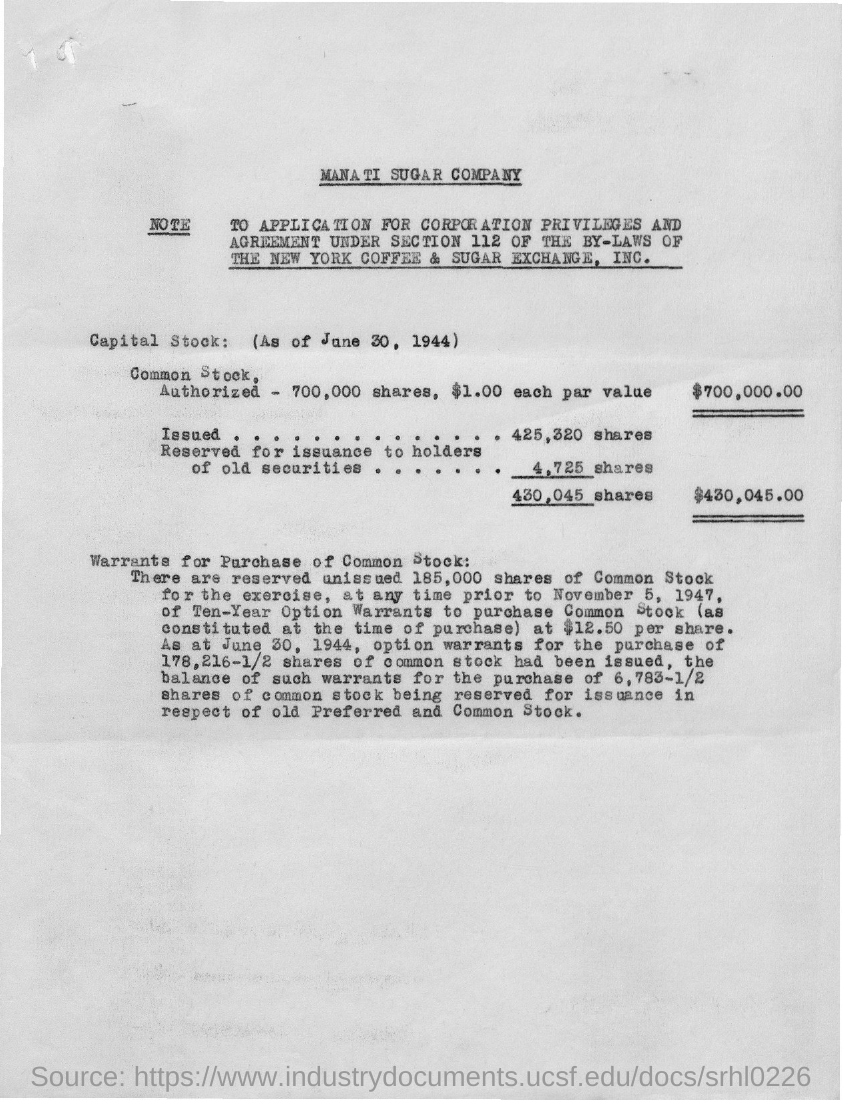 MANATI SUGAR COMPANY
NOTE TO APPLICATION FOR CORPORATION PRIVILEGES AND
AGREEMENT UNDER SECTION 112 OF THE BY-LAWS OF
THE NEW YORK COFFEE & SUGAR EXCHANGE, INC.
Capital Stock: (As of June 30, 1944)
Common Stock,
Authorized - 700,000 shares, $1.00 each par value $700,000.00
Issued . . . . . . . . . . . . . . 425,320 shares
Reserved for issuance to holders
of old securities . . . . . . . 4,725 shares
430,045 shares $430,045.00
Warrants for Purchase of Common Stock:
There are reserved unissued 185,000 shares of Common Stock
for the exercise, at any time prior to November 5, 1947,
of Ten-Year Option Warrants to purchase Common Stock (as
constituted at the time of purchase) at $12.50 per share.
As at June 30, 1944, option warrants for the purchase of
178,216-1/2 shares of common stock had been issued, the
balance of such warrants for the purchase of 6,783-1/2
shares of common stock being reserved for issuance in
respect of old Preferred and Common Stock.
Source: https://www.industrydocuments.ucsf.edu/docs/srhl0226